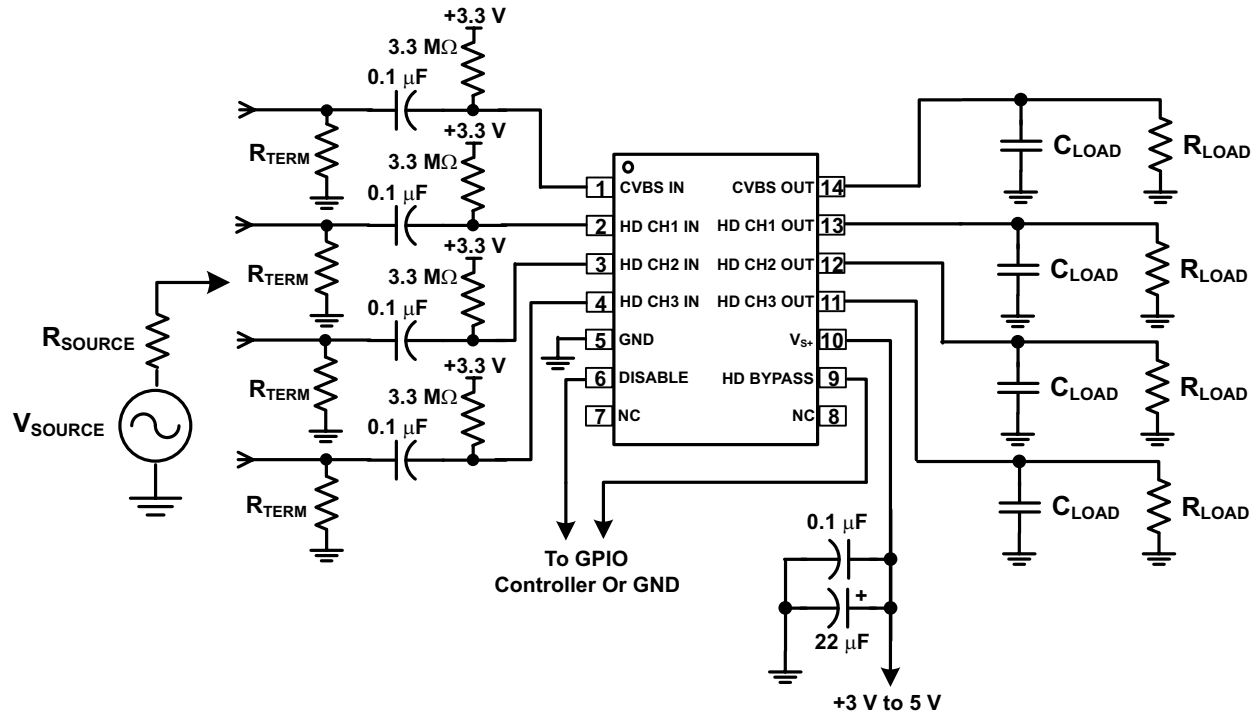 +3.3 V
3.3 MΩ
0.1 µF
R_TERM
+3.3 V
3.3 MΩ
0.1 µF
R_TERM
+3.3 V
3.3 MΩ
0.1 µF
R_TERM
+3.3 V
3.3 MΩ
0.1 µF
R_TERM
R_SOURCE
V_SOURCE
1 CVBS IN
2 HD CH1 IN
3 HD CH2 IN
4 HD CH3 IN
5 GND
6 DISABLE
7 NC
CVBS OUT 14
HD CH1 OUT 13
HD CH2 OUT 12
HD CH3 OUT 11
V_S+ 10
HD BYPASS 9
NC 8
C_LOAD
R_LOAD
C_LOAD
R_LOAD
C_LOAD
R_LOAD
C_LOAD
R_LOAD
To GPIO
Controller Or GND
0.1 µF
+
22 µF
+3 V to 5 V